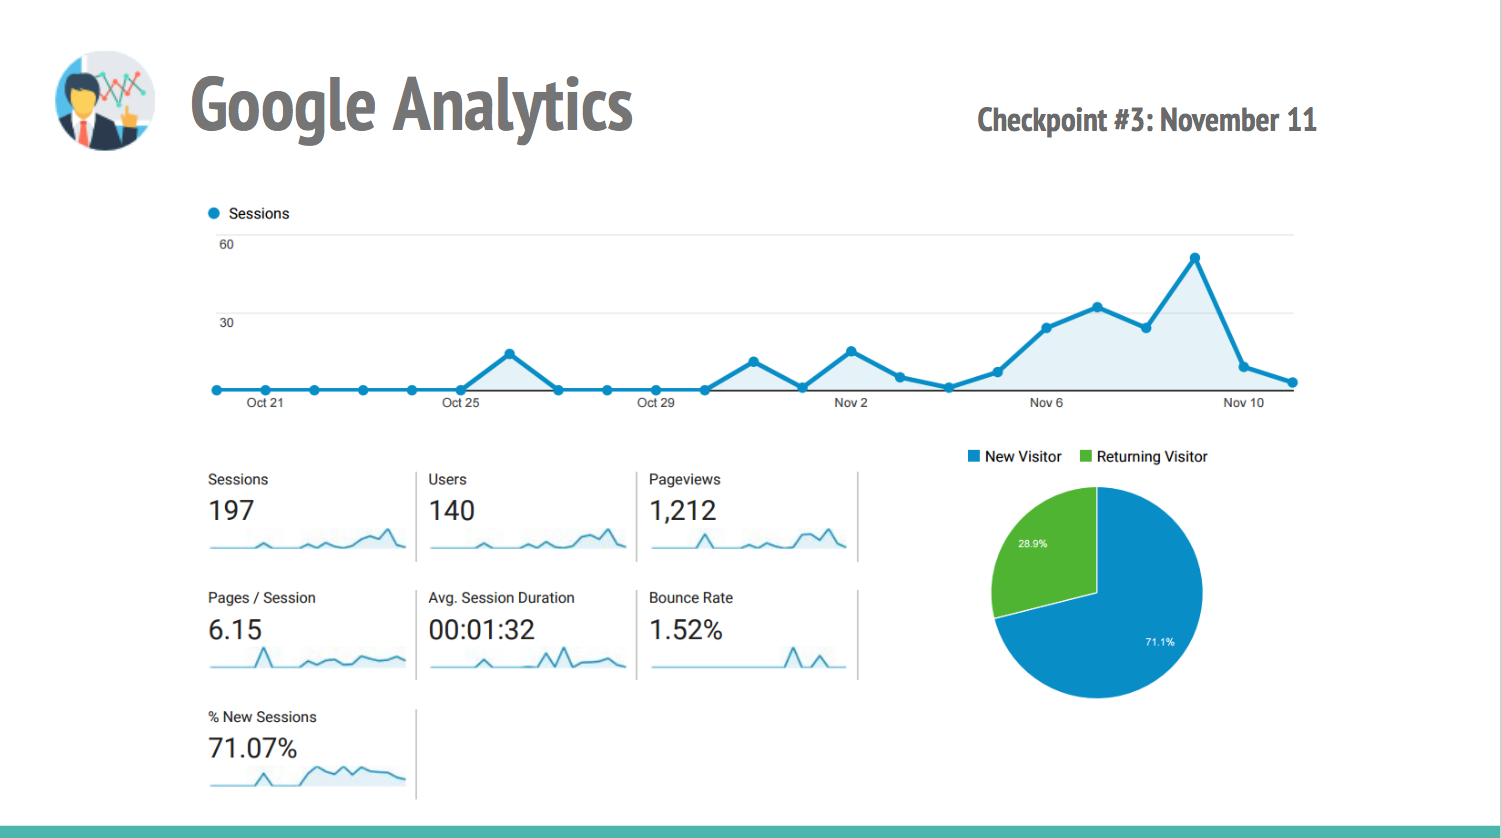 Google Analytics
Checkpoint #3: November 11
Sessions
60
30
Oct 21 Oct 25 Oct 29 Nov 2 Nov 6 Nov 10
New Visitor Returning Visitor
Sessions Users Pageviews
197 140 1,212
28.9%
Pages / Session Avg. Session Duration Bounce Rate
6.15 00:01:32 1.52%
71.1%
% New Sessions
71.07%